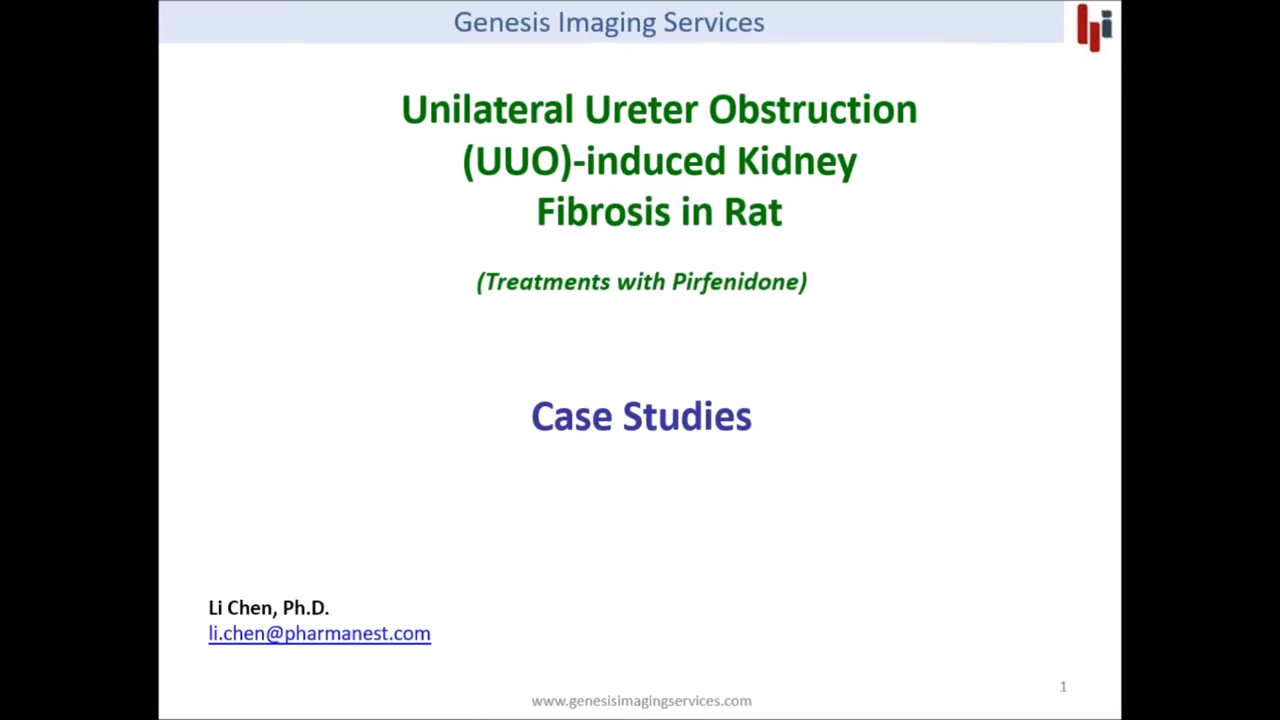 Genesis Imaging Services
Unilateral Ureter Obstruction
(UUO)-induced Kidney
Fibrosis in Rat
(Treatments with Pirfenidone)
Case Studies
Li Chen, Ph.D.
li.chen@pharmanest.com
1
www.genesisimagingservices.com